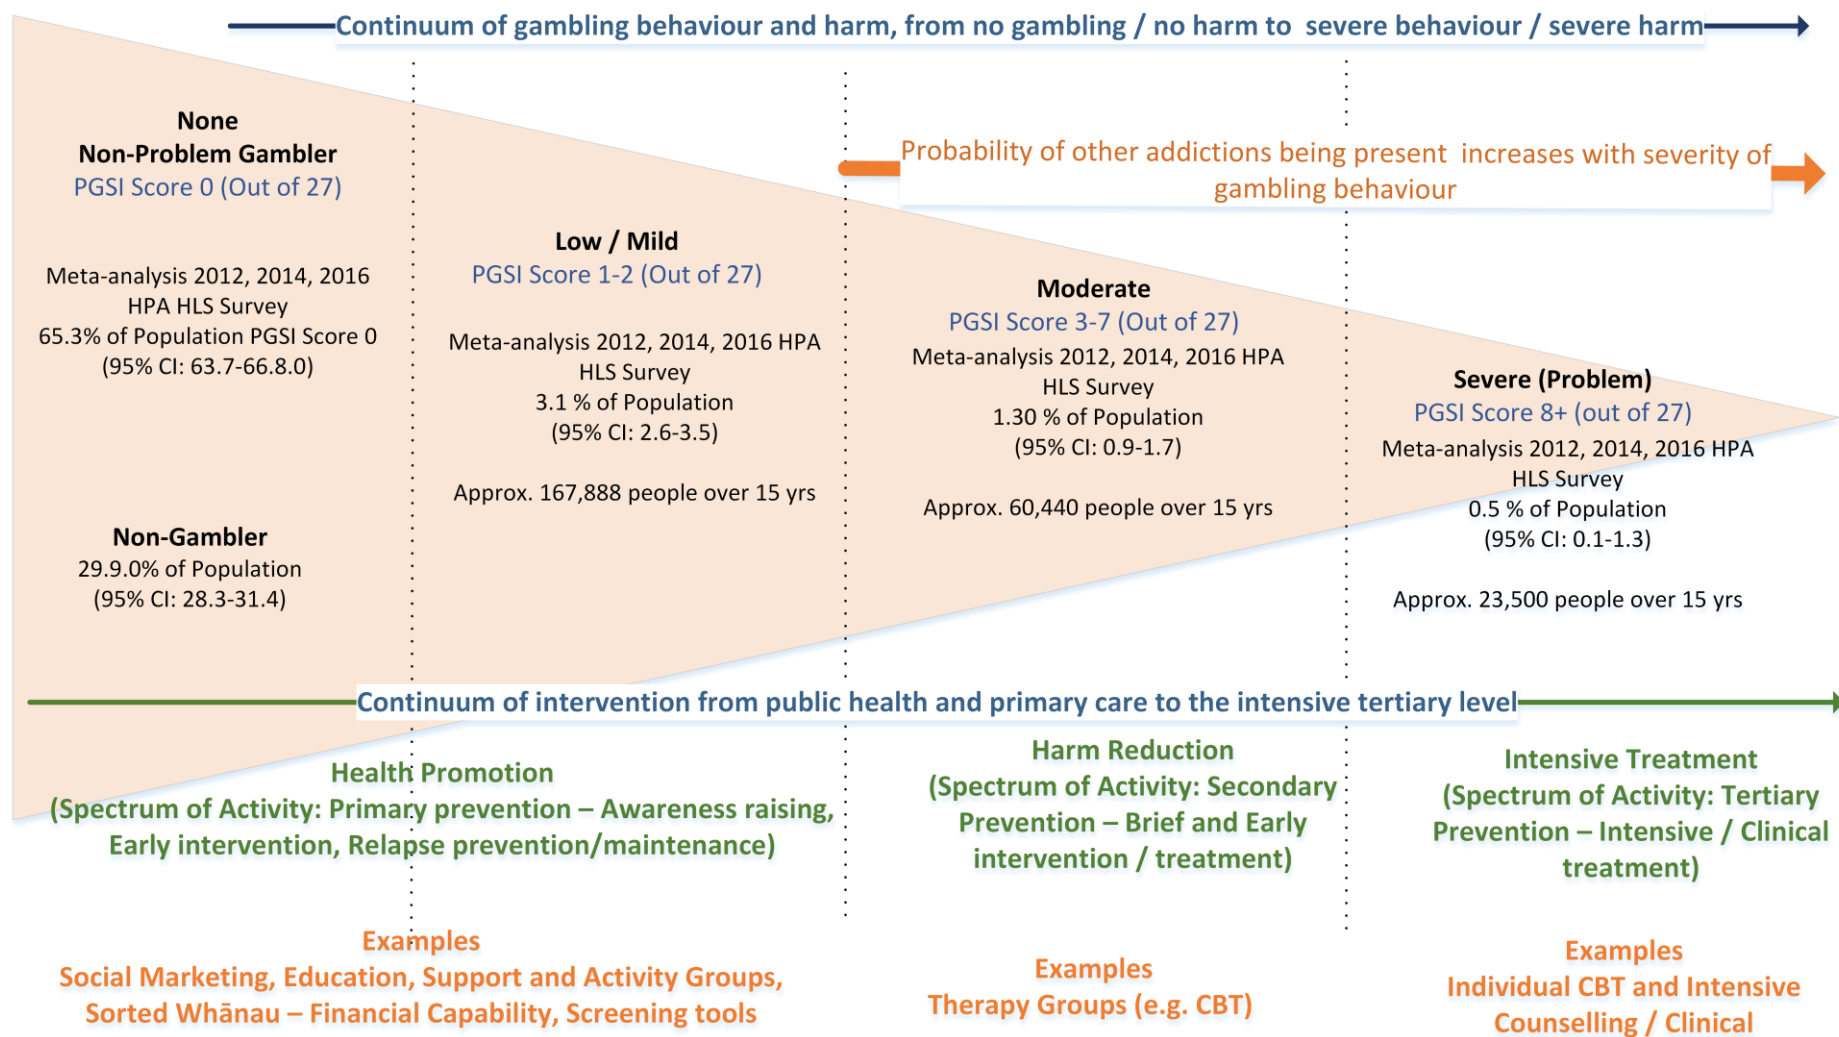 Continuum of gambling behaviour and harm, from no gambling / no harm to severe behaviour / severe harm
None
Non-Problem Gambler
PGSI Score 0 (Out of 27)
Meta-analysis 2012, 2014, 2016
HPA HLS Survey
65.3% of Population PGSI Score 0
(95% CI: 63.7-66.8.0)
Non-Gambler
29.9.0% of Population
(95% CI: 28.3-31.4)
Low / Mild
PGSI Score 1-2 (Out of 27)
Meta-analysis 2012, 2014, 2016 HPA
HLS Survey
3.1 % of Population
(95% CI: 2.6-3.5)
Approx. 167,888 people over 15 yrs
Probability of other addictions being present increases with severity of
gambling behaviour
Moderate
PGSI Score 3-7 (Out of 27)
Meta-analysis 2012, 2014, 2016 HPA
HLS Survey
1.30 % of Population
(95% CI: 0.9-1.7)
Approx. 60,440 people over 15 yrs
Severe (Problem)
PGSI Score 8+ (out of 27)
Meta-analysis 2012, 2014, 2016 HPA
HLS Survey
0.5 % of Population
(95% CI: 0.1-1.3)
Approx. 23,500 people over 15 yrs
Continuum of intervention from public health and primary care to the intensive tertiary level
Health Promotion
(Spectrum of Activity: Primary prevention – Awareness raising,
Early intervention, Relapse prevention/maintenance)
Harm Reduction
(Spectrum of Activity: Secondary
Prevention – Brief and Early
intervention / treatment)
Intensive Treatment
(Spectrum of Activity: Tertiary
Prevention – Intensive / Clinical
treatment)
Examples
Social Marketing, Education, Support and Activity Groups,
Sorted Whānau – Financial Capability, Screening tools
Examples
Therapy Groups (e.g. CBT)
Examples
Individual CBT and Intensive
Counselling / Clinical